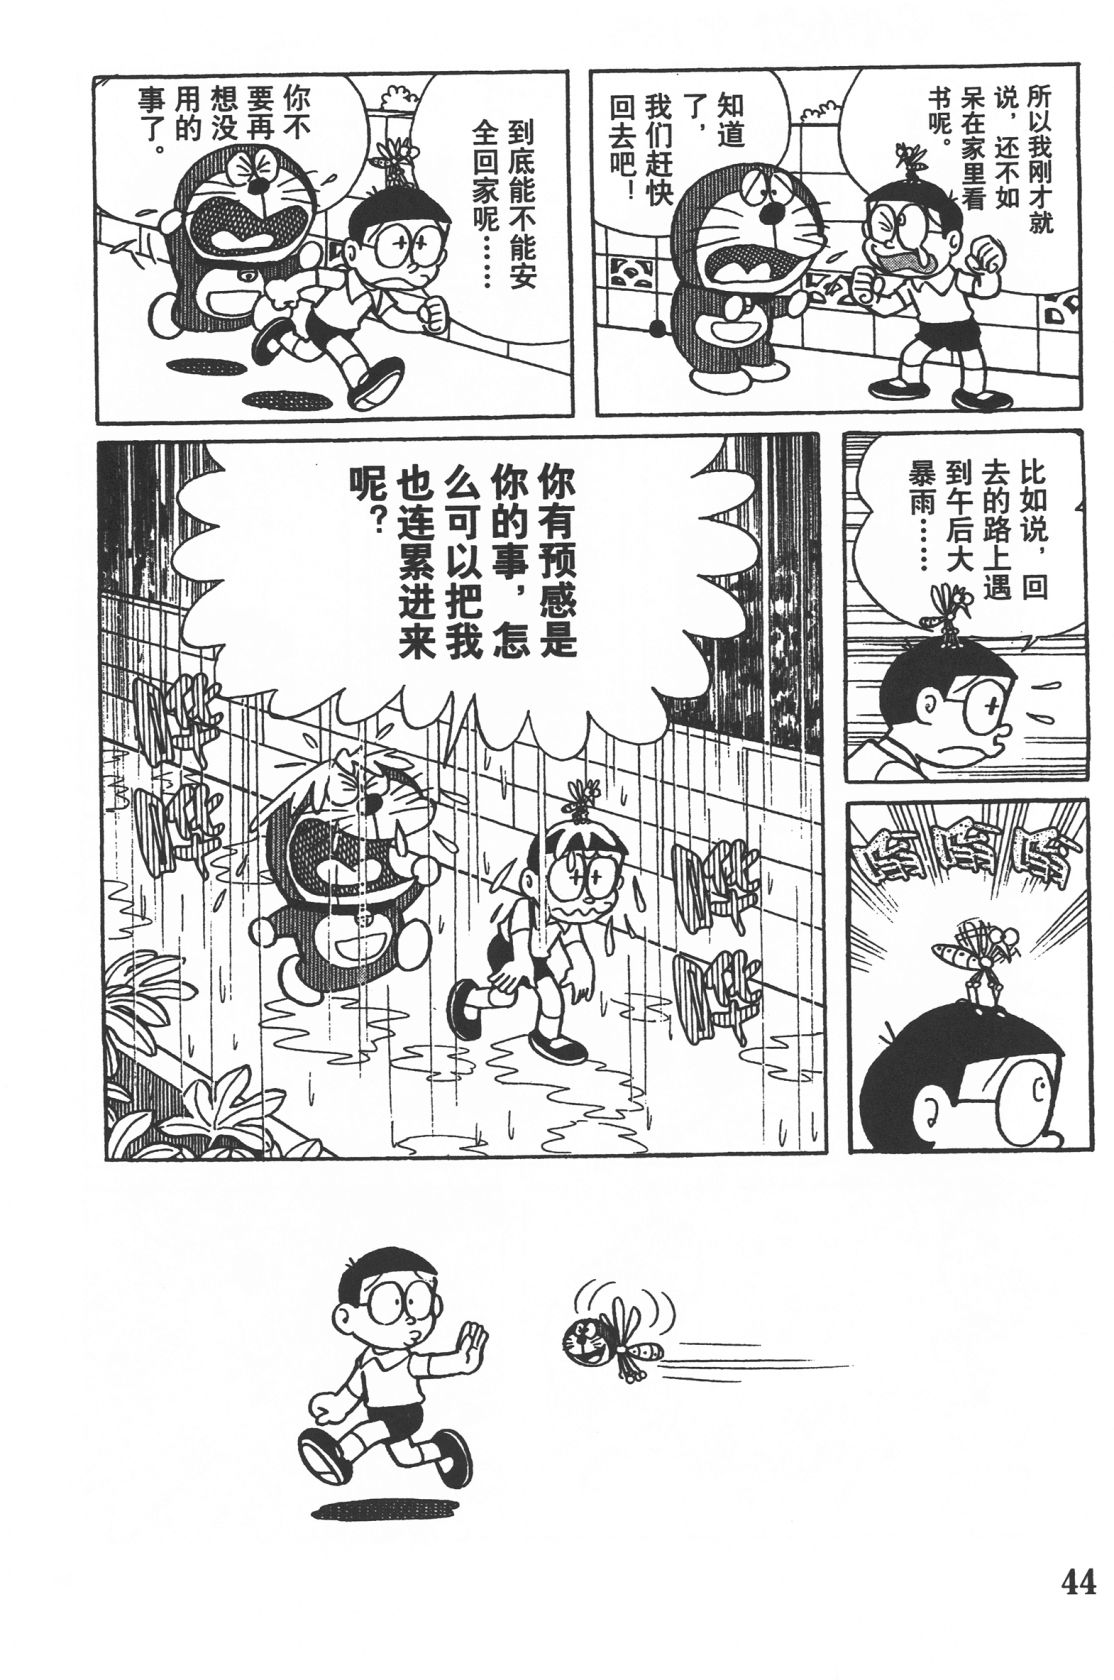 所以我刚才就
说，还不如
呆在家里看
书呢。
知道
了，
我们赶快
回去吧！
到底能不能安
全回家呢……
你不
要再
想没
用的
事了。
比如说，回
去的路上遇
到午后大
暴雨……
你有预感是
你的事，怎
么可以把我
也连累进来
呢？
哗
哗
哗
哗
44